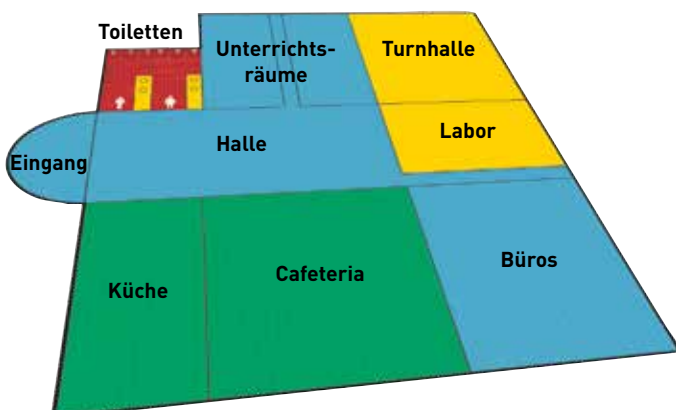 Toiletten
Unterrichts-
räume
Turnhalle
Eingang
Halle
Labor
Küche
Cafeteria
Büros